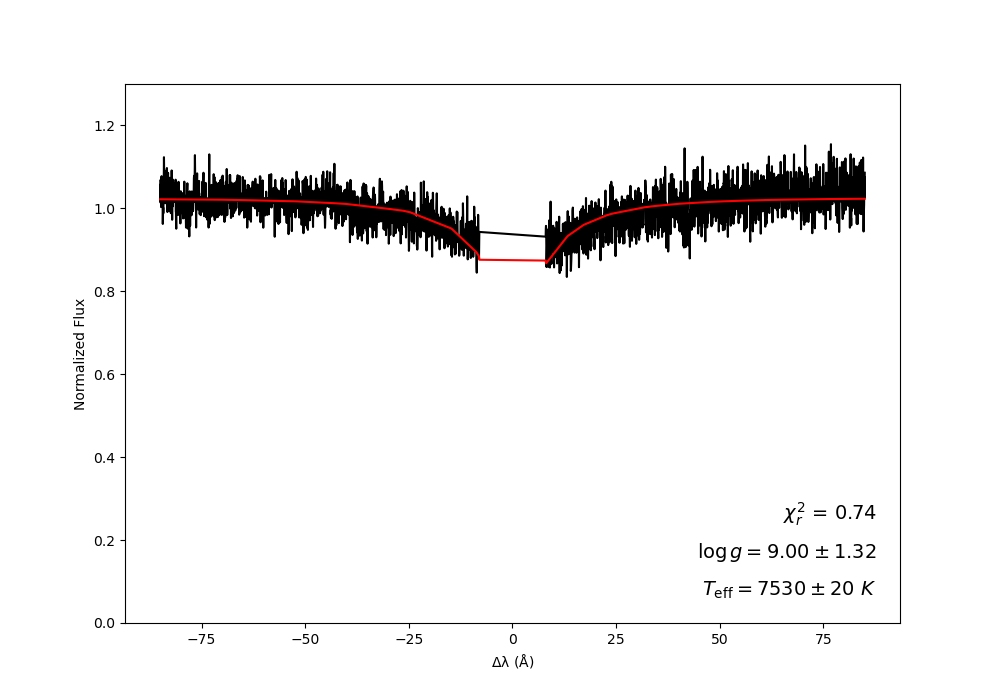 1.2
1.0
0.8
0.6
0.4
0.2
0.0
Normalized Flux
χ²ᵣ = 0.74
log g = 9.00 ± 1.32
T_eff = 7530 ± 20 K
−75 −50 −25 0 25 50 75
Δλ (Å)